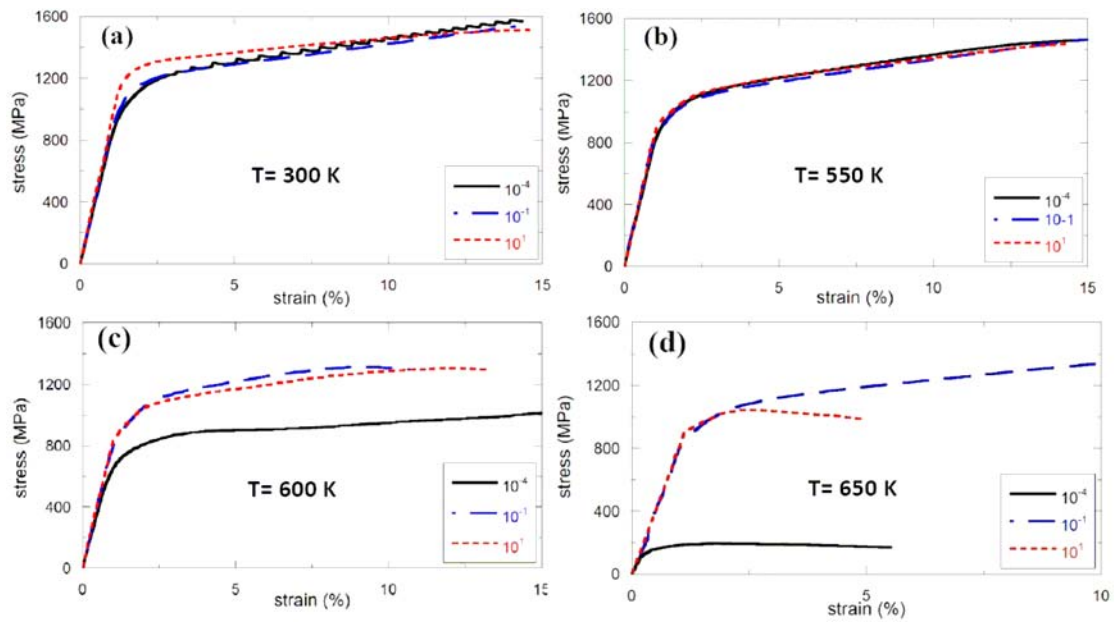 (a)
1600
1200
800
400
0
stress (MPa)
T= 300 K
10⁻⁴
10⁻¹
10¹
0 5 10 15
strain (%)
(b)
1600
1200
800
400
0
stress (MPa)
T= 550 K
10⁻⁴
10-1
10¹
0 5 10 15
strain (%)
(c)
1600
1200
800
400
0
stress (MPa)
T= 600 K
10⁻⁴
10⁻¹
10¹
0 5 10 15
strain (%)
(d)
1600
1200
800
400
0
stress (MPa)
T= 650 K
10⁻⁴
10⁻¹
10¹
0 5 10
strain (%)